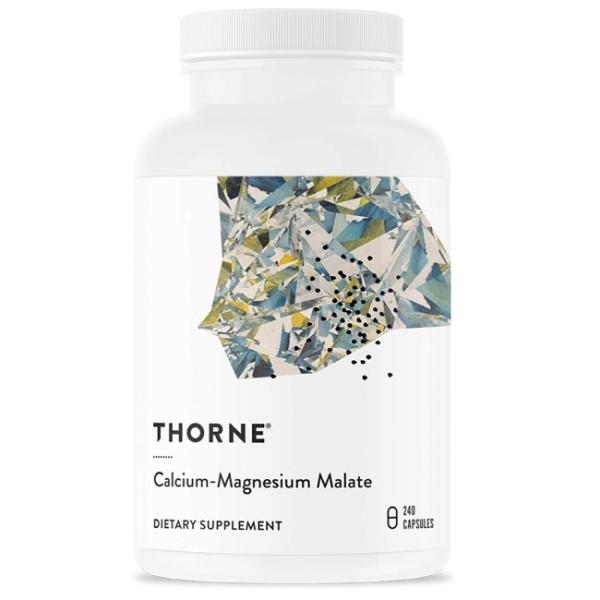 THORNE®
Calcium-Magnesium Malate
DIETARY SUPPLEMENT
240
CAPSULES